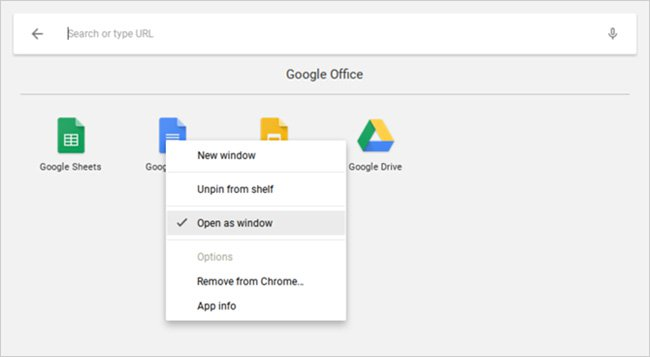 Search or type URL
Google Office
Google Sheets
Goog
Google Drive
New window
Unpin from shelf
Open as window
Options
Remove from Chrome...
App info